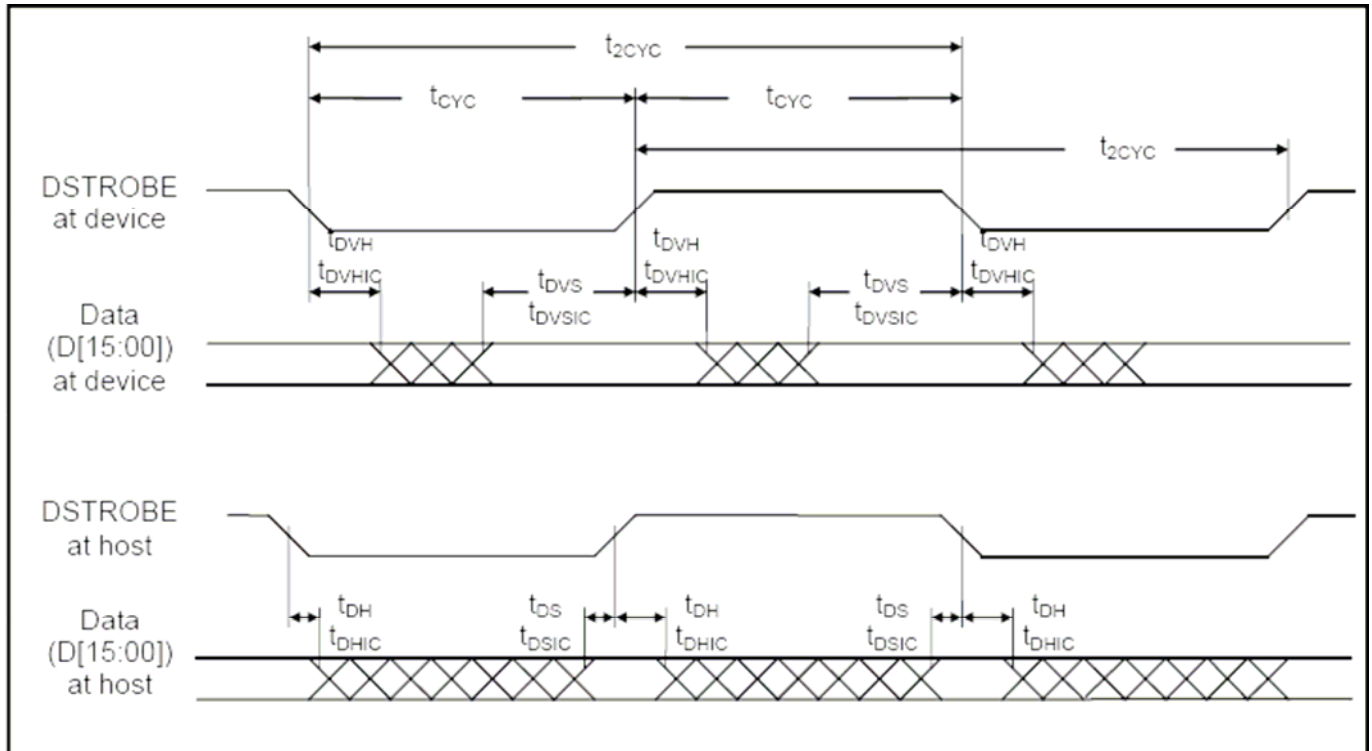 t2CYC
tCYC tCYC
t2CYC
DSTROBE
at device
tDVH tDVH tDVH
tDVHIC tDVS tDVHIC tDVS tDVHIC
tDVSIC tDVSIC
Data
(D[15:00])
at device
DSTROBE
at host
tDH tDS tDH tDS tDH
tDHIC tDSIC tDHIC tDSIC tDHIC
Data
(D[15:00])
at host